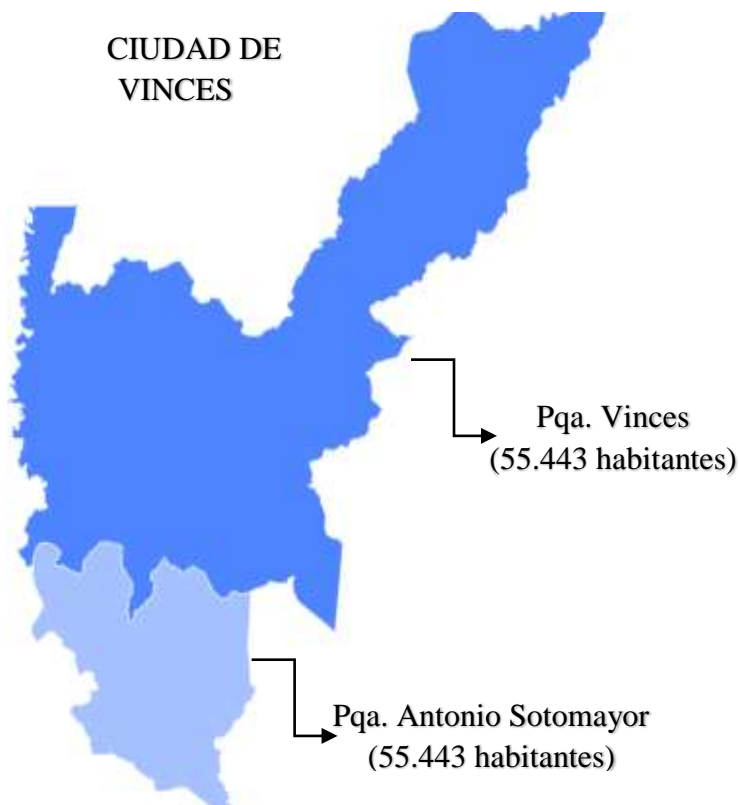 CIUDAD DE
VINCES
Pqa. Vinces
(55.443 habitantes)
Pqa. Antonio Sotomayor
(55.443 habitantes)